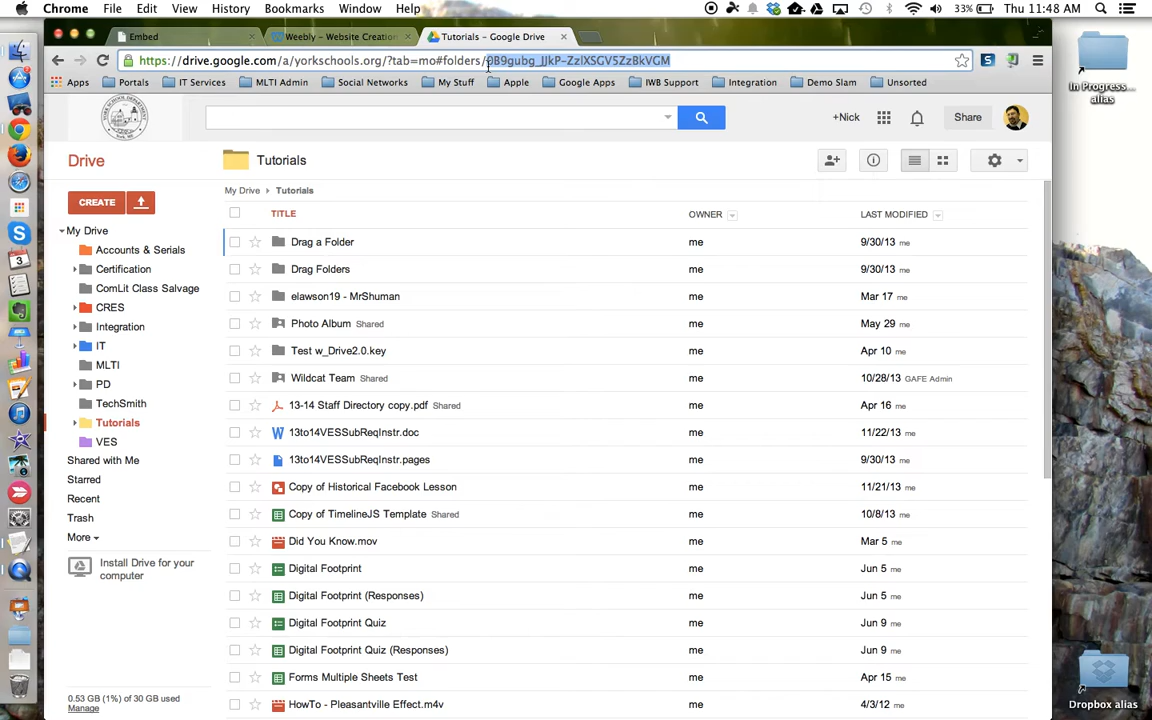 Chrome File Edit View History Bookmarks Window Help 33% Thu 11:48 AM
Embed Weebly - Website Creation Tutorials - Google Drive
https://drive.google.com/a/yorkschools.org/?tab=mo#folders/0B9gubg_JJkP-ZzlXSGV5ZzBkVGM
Apps Portals IT Services MLTI Admin Social Networks My Stuff Apple Google Apps IWB Support Integration Demo Slam Unsorted
In Progress...
alias
+Nick Share
Drive Tutorials
My Drive Tutorials
CREATE
TITLE OWNER LAST MODIFIED
My Drive
Accounts & Serials
Certification
ComLit Class Salvage
CRES
Integration
IT
MLTI
PD
TechSmith
Tutorials
VES
Shared with Me
Starred
Recent
Trash
More
Install Drive for your
computer
0.53 GB (1%) of 30 GB used
Manage
Drag a Folder me 9/30/13 me
Drag Folders me 9/30/13 me
elawson19 - MrShuman me Mar 17 me
Photo Album Shared me May 29 me
Test w_Drive2.0.key me Apr 10 me
Wildcat Team Shared me 10/28/13 GAFE Admin
13-14 Staff Directory copy.pdf Shared me Apr 16 me
13to14VESSubReqInstr.doc me 11/22/13 me
13to14VESSubReqInstr.pages me 9/30/13 me
Copy of Historical Facebook Lesson me 11/21/13 me
Copy of TimelineJS Template Shared me 10/8/13 me
Did You Know.mov me Mar 5 me
Digital Footprint me Jun 5 me
Digital Footprint (Responses) me Jun 5 me
Digital Footprint Quiz me Jun 9 me
Digital Footprint Quiz (Responses) me Jun 9 me
Forms Multiple Sheets Test me Apr 15 me
HowTo - Pleasantville Effect.m4v me 4/3/12 me
Dropbox alias